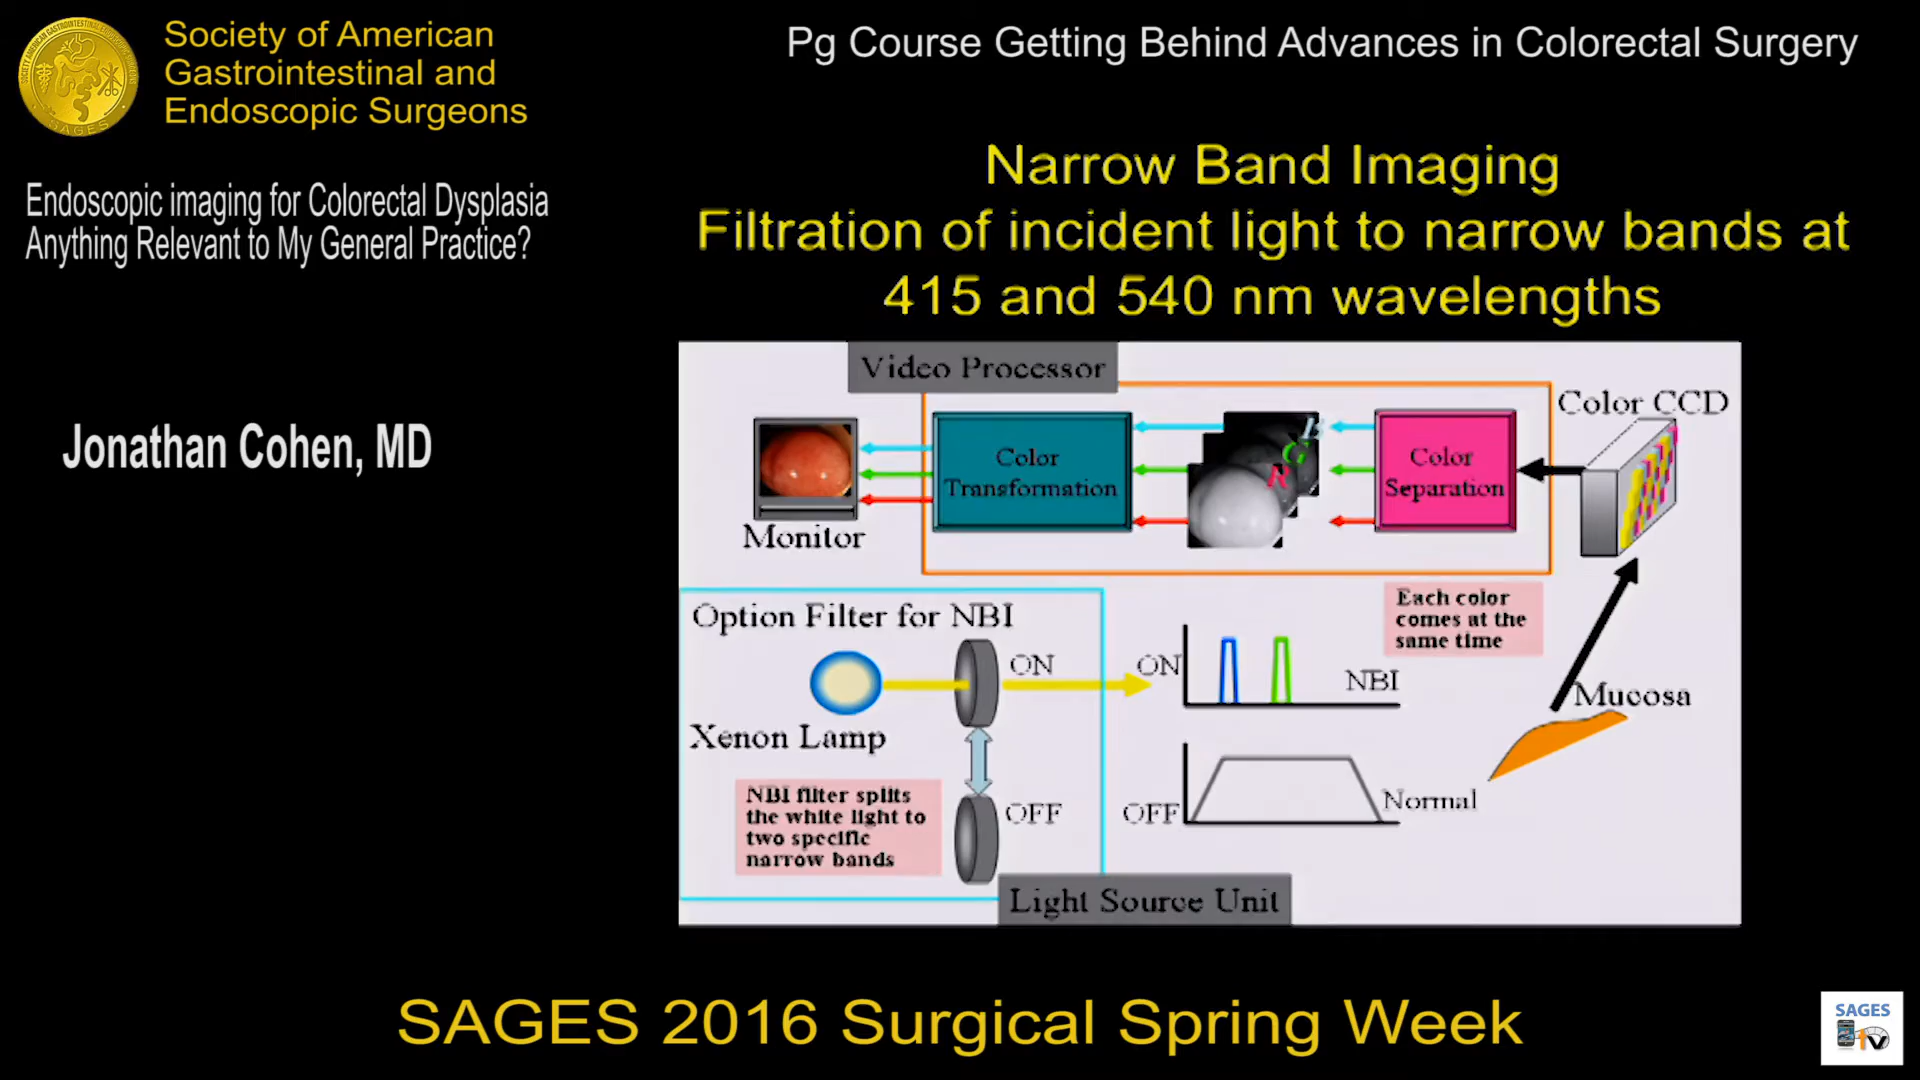 Society of American
Gastrointestinal and
Endoscopic Surgeons
SAGES
Pg Course Getting Behind Advances in Colorectal Surgery
Endoscopic imaging for Colorectal Dysplasia
Anything Relevant to My General Practice?
Jonathan Cohen, MD
Narrow Band Imaging
Filtration of incident light to narrow bands at
415 and 540 nm wavelengths
Video Processor
Color CCD
Color
Transformation
B
G
R
Color
Separation
Monitor
Each color
comes at the
same time
Option Filter for NBI
ON
ON
NBI
Mucosa
Xenon Lamp
NBI filter splits
the white light to
two specific
narrow bands
OFF
OFF
Normal
Light Source Unit
SAGES 2016 Surgical Spring Week
SAGES
TV